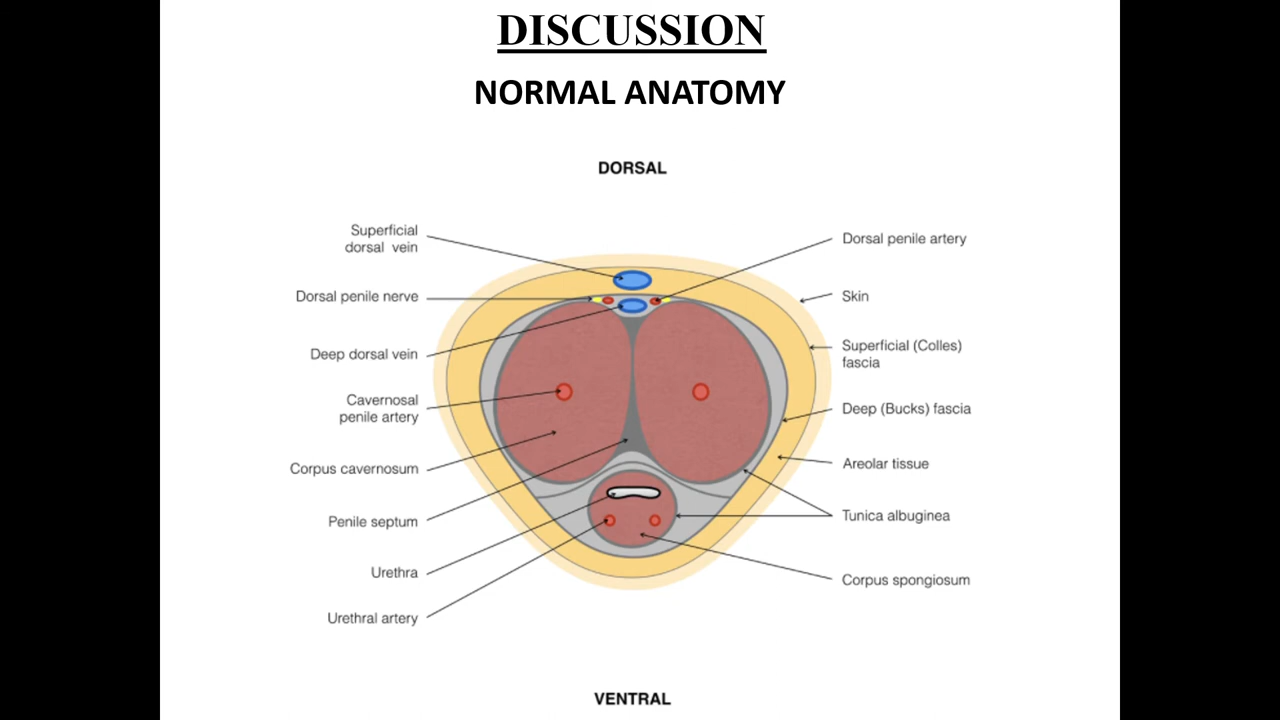 DISCUSSION
NORMAL ANATOMY
DORSAL
Superficial
dorsal vein
Dorsal penile nerve
Deep dorsal vein
Cavernosal
penile artery
Corpus cavernosum
Penile septum
Urethra
Urethral artery
Dorsal penile artery
Skin
Superficial (Colles)
fascia
Deep (Bucks) fascia
Areolar tissue
Tunica albuginea
Corpus spongiosum
VENTRAL